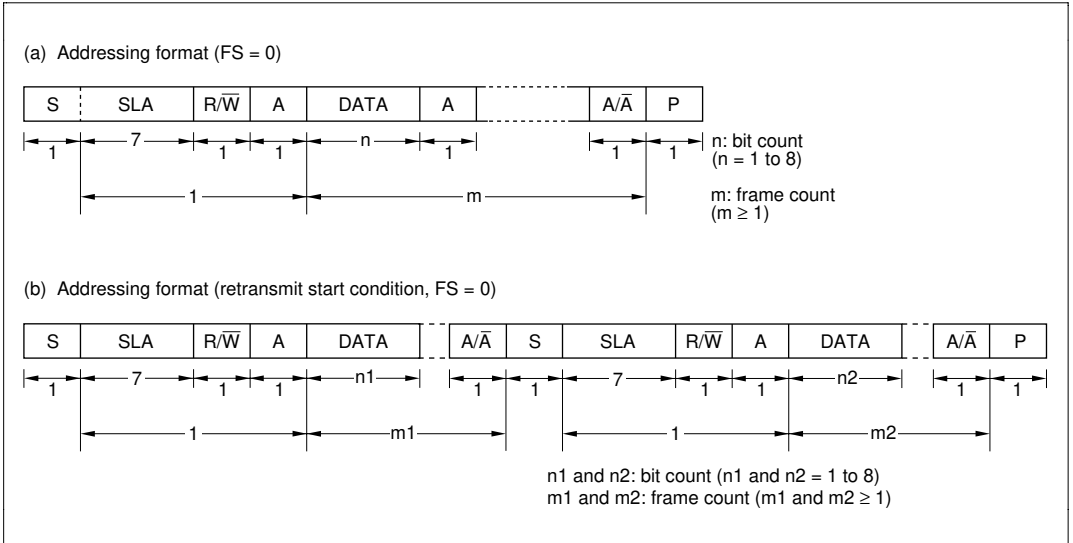 (a) Addressing format (FS = 0)
S SLA R/W̅ A DATA A A/A̅ P
1 7 1 1 n 1 1 1
n: bit count
(n = 1 to 8)
1 m
m: frame count
(m ≥ 1)
(b) Addressing format (retransmit start condition, FS = 0)
S SLA R/W̅ A DATA A/A̅ S SLA R/W̅ A DATA A/A̅ P
1 7 1 1 n1 1 1 7 1 1 n2 1 1
1 m1 1 m2
n1 and n2: bit count (n1 and n2 = 1 to 8)
m1 and m2: frame count (m1 and m2 ≥ 1)